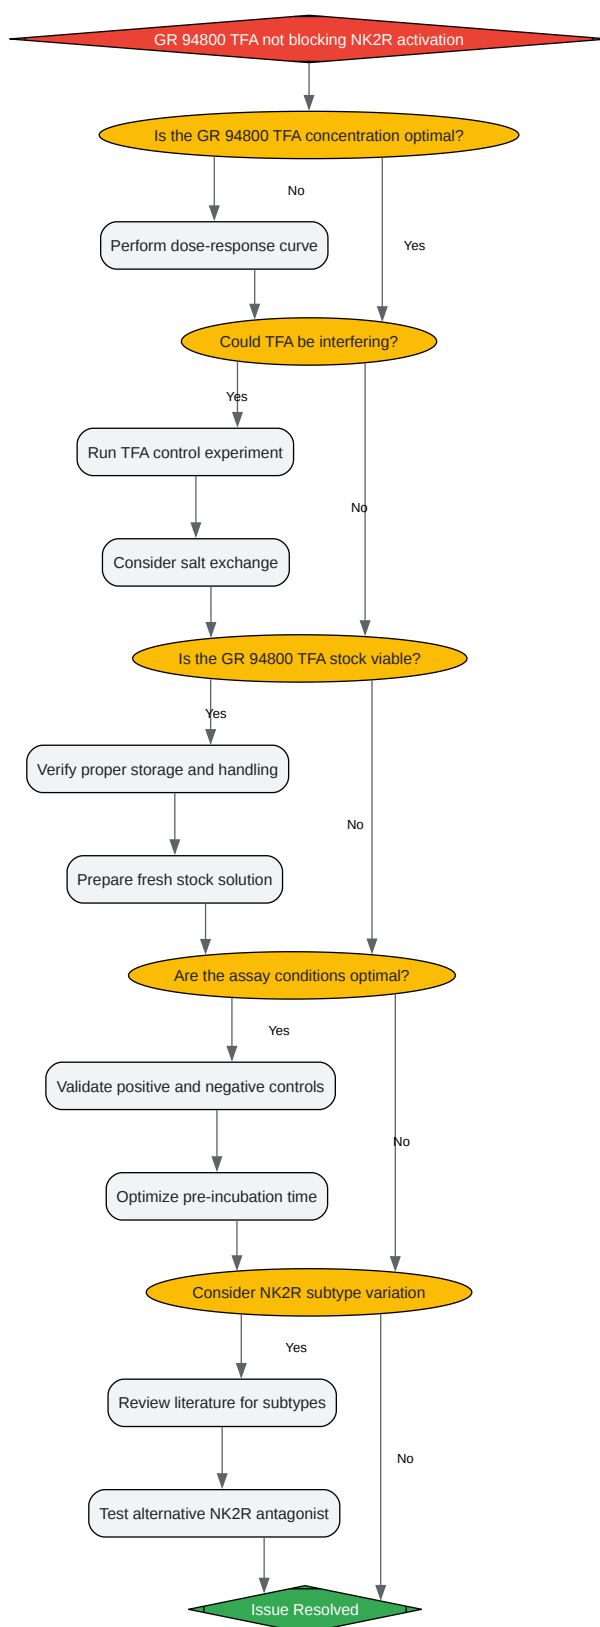 GR 94800 TFA not blocking NK2R activation
Is the GR 94800 TFA concentration optimal?
No
Perform dose-response curve
Yes
Could TFA be interfering?
Yes
Run TFA control experiment
No
Consider salt exchange
Is the GR 94800 TFA stock viable?
Yes
Verify proper storage and handling
No
Prepare fresh stock solution
Are the assay conditions optimal?
Yes
Validate positive and negative controls
No
Optimize pre-incubation time
Consider NK2R subtype variation
Yes
Review literature for subtypes
No
Test alternative NK2R antagonist
Issue Resolved